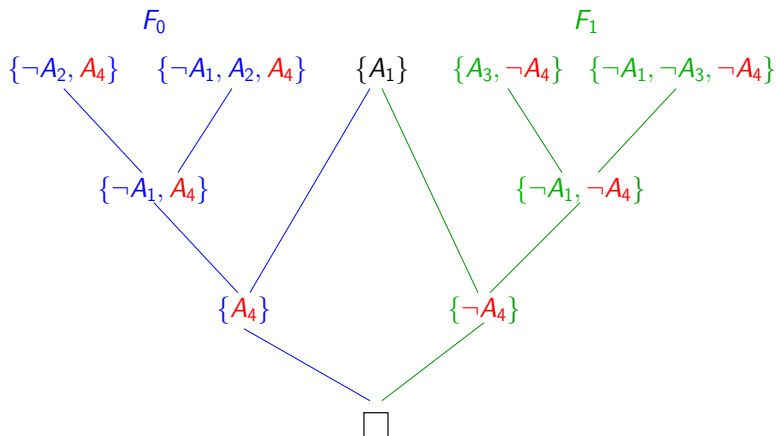 F₀ F₁
{¬A₂, A₄} {¬A₁, A₂, A₄} {A₁} {A₃, ¬A₄} {¬A₁, ¬A₃, ¬A₄}
{¬A₁, A₄} {¬A₁, ¬A₄}
{A₄} {¬A₄}
□